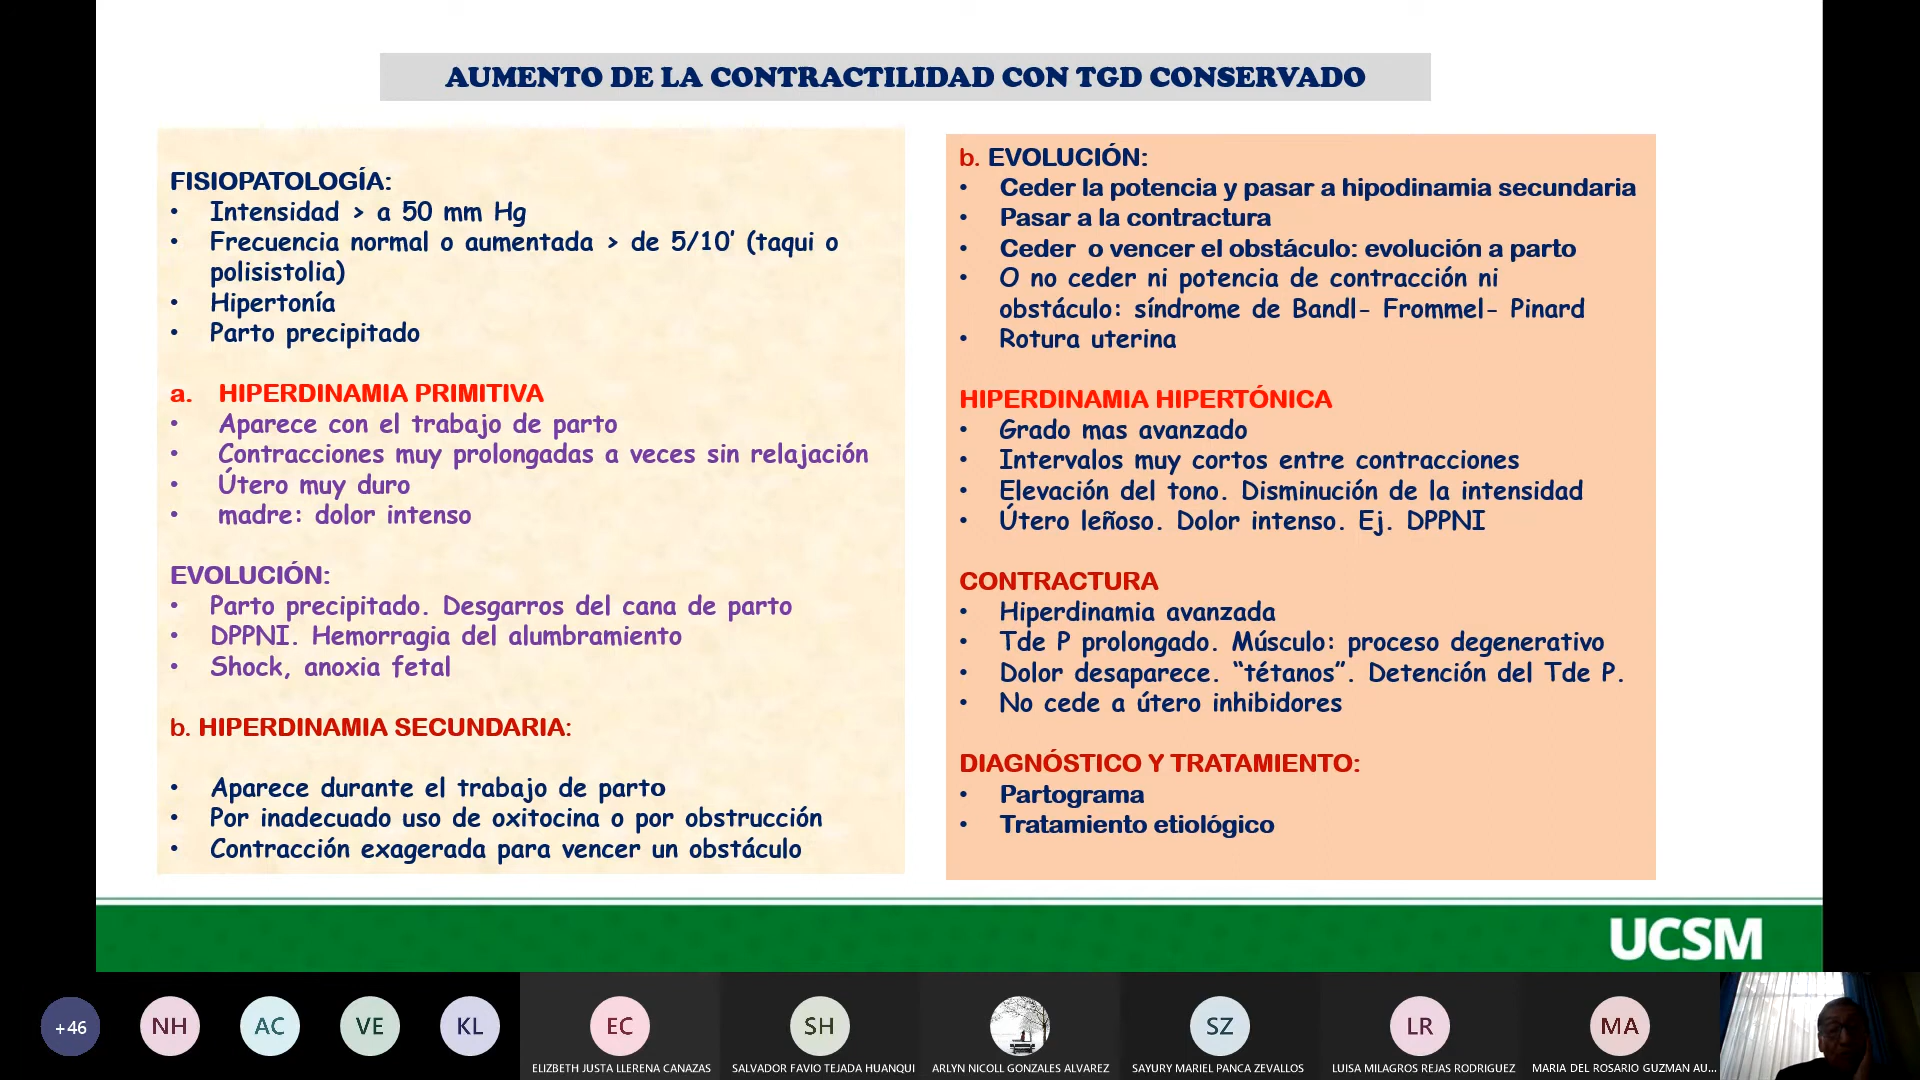 AUMENTO DE LA CONTRACTILIDAD CON TGD CONSERVADO
FISIOPATOLOGÍA:
• Intensidad > a 50 mm Hg
• Frecuencia normal o aumentada > de 5/10’ (taqui o
polisistolia)
• Hipertonía
• Parto precipitado
a. HIPERDINAMIA PRIMITIVA
• Aparece con el trabajo de parto
• Contracciones muy prolongadas a veces sin relajación
• Útero muy duro
• madre: dolor intenso
EVOLUCIÓN:
• Parto precipitado. Desgarros del cana de parto
• DPPNI. Hemorragia del alumbramiento
• Shock, anoxia fetal
b. HIPERDINAMIA SECUNDARIA:
• Aparece durante el trabajo de parto
• Por inadecuado uso de oxitocina o por obstrucción
• Contracción exagerada para vencer un obstáculo
b. EVOLUCIÓN:
• Ceder la potencia y pasar a hipodinamia secundaria
• Pasar a la contractura
• Ceder o vencer el obstáculo: evolución a parto
• O no ceder ni potencia de contracción ni
obstáculo: síndrome de Bandl- Frommel- Pinard
• Rotura uterina
HIPERDINAMIA HIPERTÓNICA
• Grado mas avanzado
• Intervalos muy cortos entre contracciones
• Elevación del tono. Disminución de la intensidad
• Útero leñoso. Dolor intenso. Ej. DPPNI
CONTRACTURA
• Hiperdinamia avanzada
• Tde P prolongado. Músculo: proceso degenerativo
• Dolor desaparece. “tétanos”. Detención del Tde P.
• No cede a útero inhibidores
DIAGNÓSTICO Y TRATAMIENTO:
• Partograma
• Tratamiento etiológico
UCSM
+46 NH AC VE KL EC SH SZ LR MA
ELIZBETH JUSTA LLERENA CANAZAS SALVADOR FAVIO TEJADA HUANQUI ARLYN NICOLL GONZALES ALVAREZ SAYURY MARIEL PANCA ZEVALLOS LUISA MILAGROS REJAS RODRIGUEZ MARIA DEL ROSARIO GUZMAN AU...